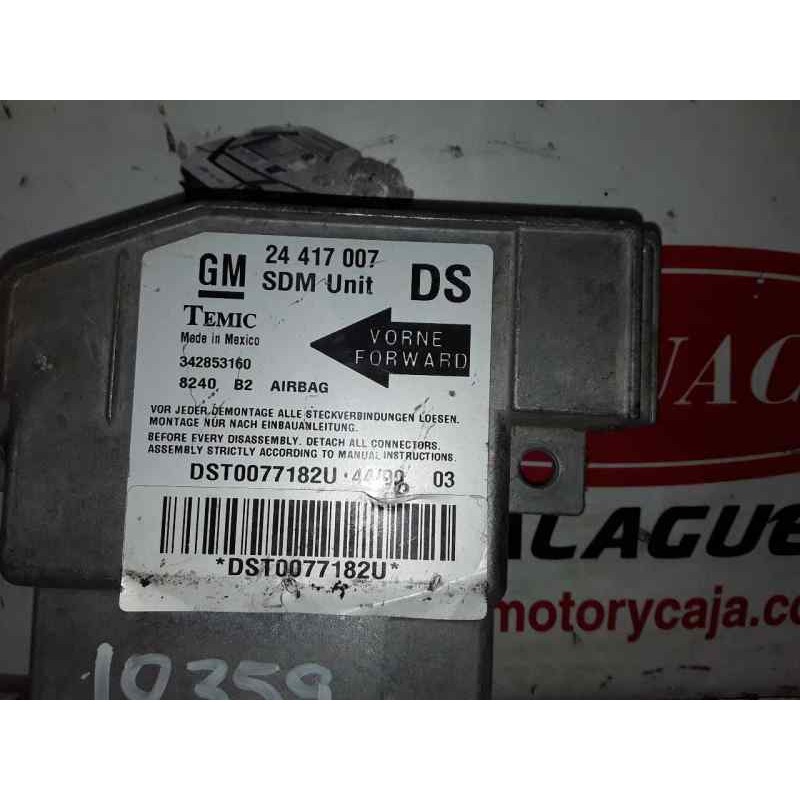 GM
24 417 007
SDM Unit
DS
TEMIC
Made in Mexico
342853160
8240 B2 AIRBAG
VORNE
FORWARD
VOR JEDER DEMONTAGE ALLE STECKVERBINDUNGEN LOESEN.
MONTAGE NUR NACH EINBAUANLEITUNG.
BEFORE EVERY DISASSEMBLY. DETACH ALL CONNECTORS.
ASSEMBLY STRICTLY ACCORDING TO MANUAL INSTRUCTIONS.
DST0077182U 03
*DST0077182U*
10359
UAC
ALAGUE
motorycaja.co